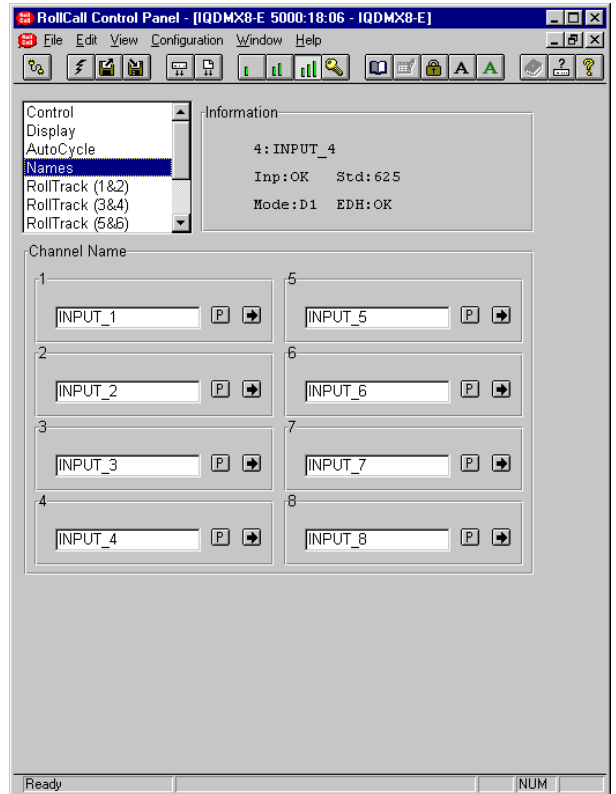 RollCall Control Panel - [IQDMX8-E 5000:18:06 - IQDMX8-E]
File Edit View Configuration Window Help
A A ? ?
Control
Display
AutoCycle
Names
RollTrack (1&2)
RollTrack (3&4)
RollTrack (5&6)
Information
4:INPUT_4
Inp:OK Std:625
Mode:D1 EDH:OK
Channel Name
1
INPUT_1 P
5
INPUT_5 P
2
INPUT_2 P
6
INPUT_6 P
3
INPUT_3 P
7
INPUT_7 P
4
INPUT_4 P
8
INPUT_8 P
Ready NUM